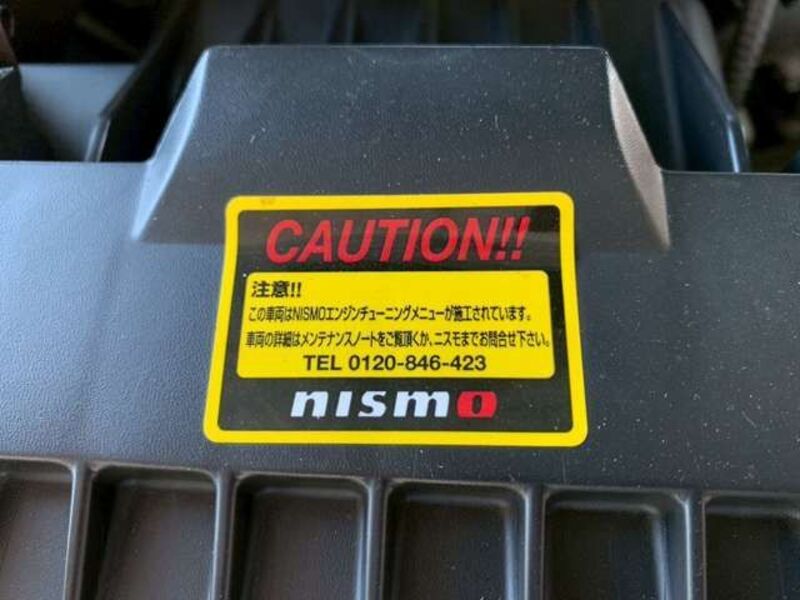 CAUTION!!
注意!!
この車両はNISMOエンジンチューニングメニューが施工されています。
車両の詳細はメンテナンスノートをご覧頂くか、ニスモまでお問合せ下さい。
TEL 0120-846-423
nismo